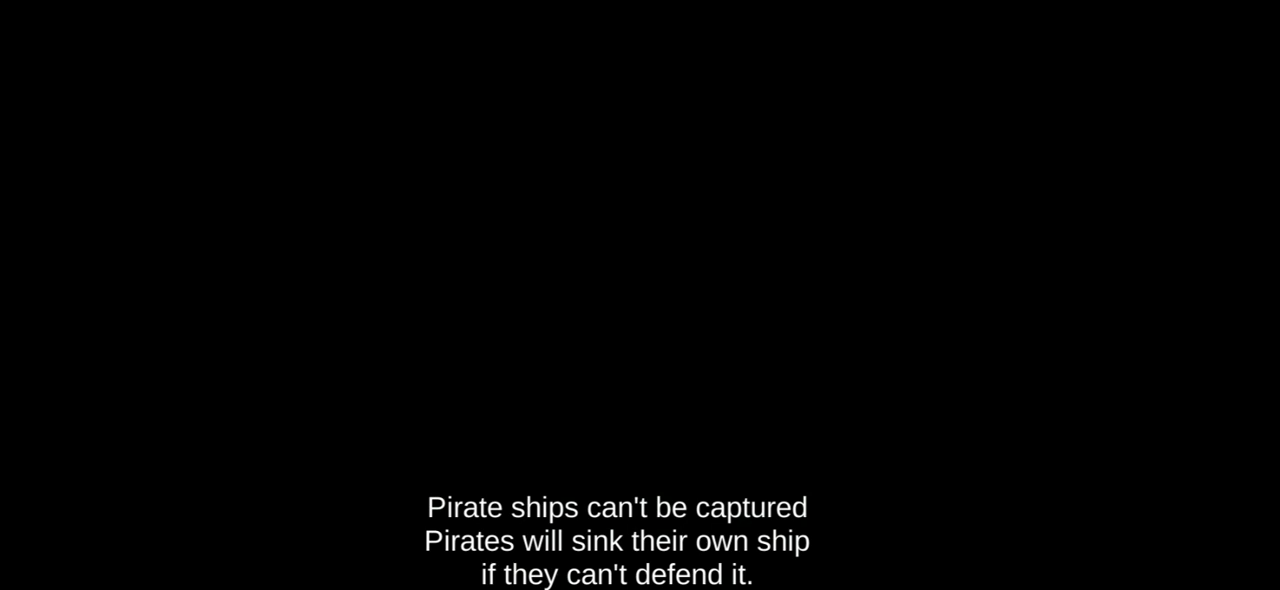 Pirate ships can't be captured
Pirates will sink their own ship
if they can't defend it.